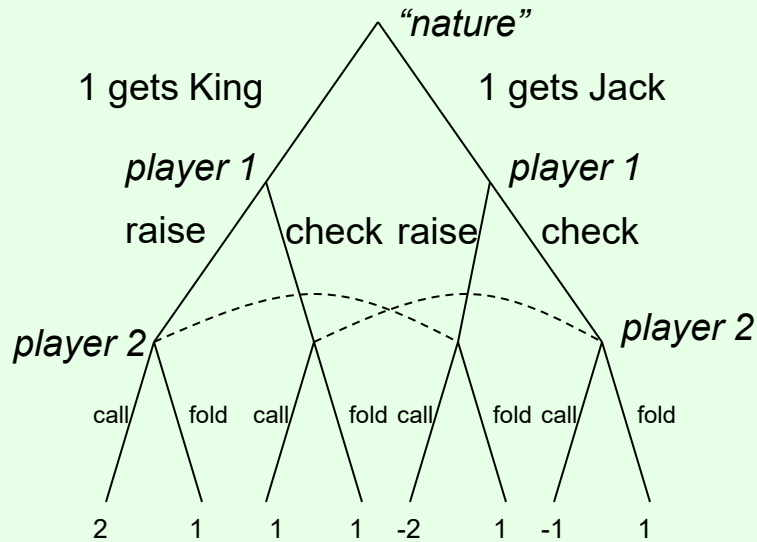 “nature”
1 gets King 1 gets Jack
player 1 player 1
raise check raise check
player 2 player 2
call fold call fold call fold call fold
2 1 1 1 -2 1 -1 1